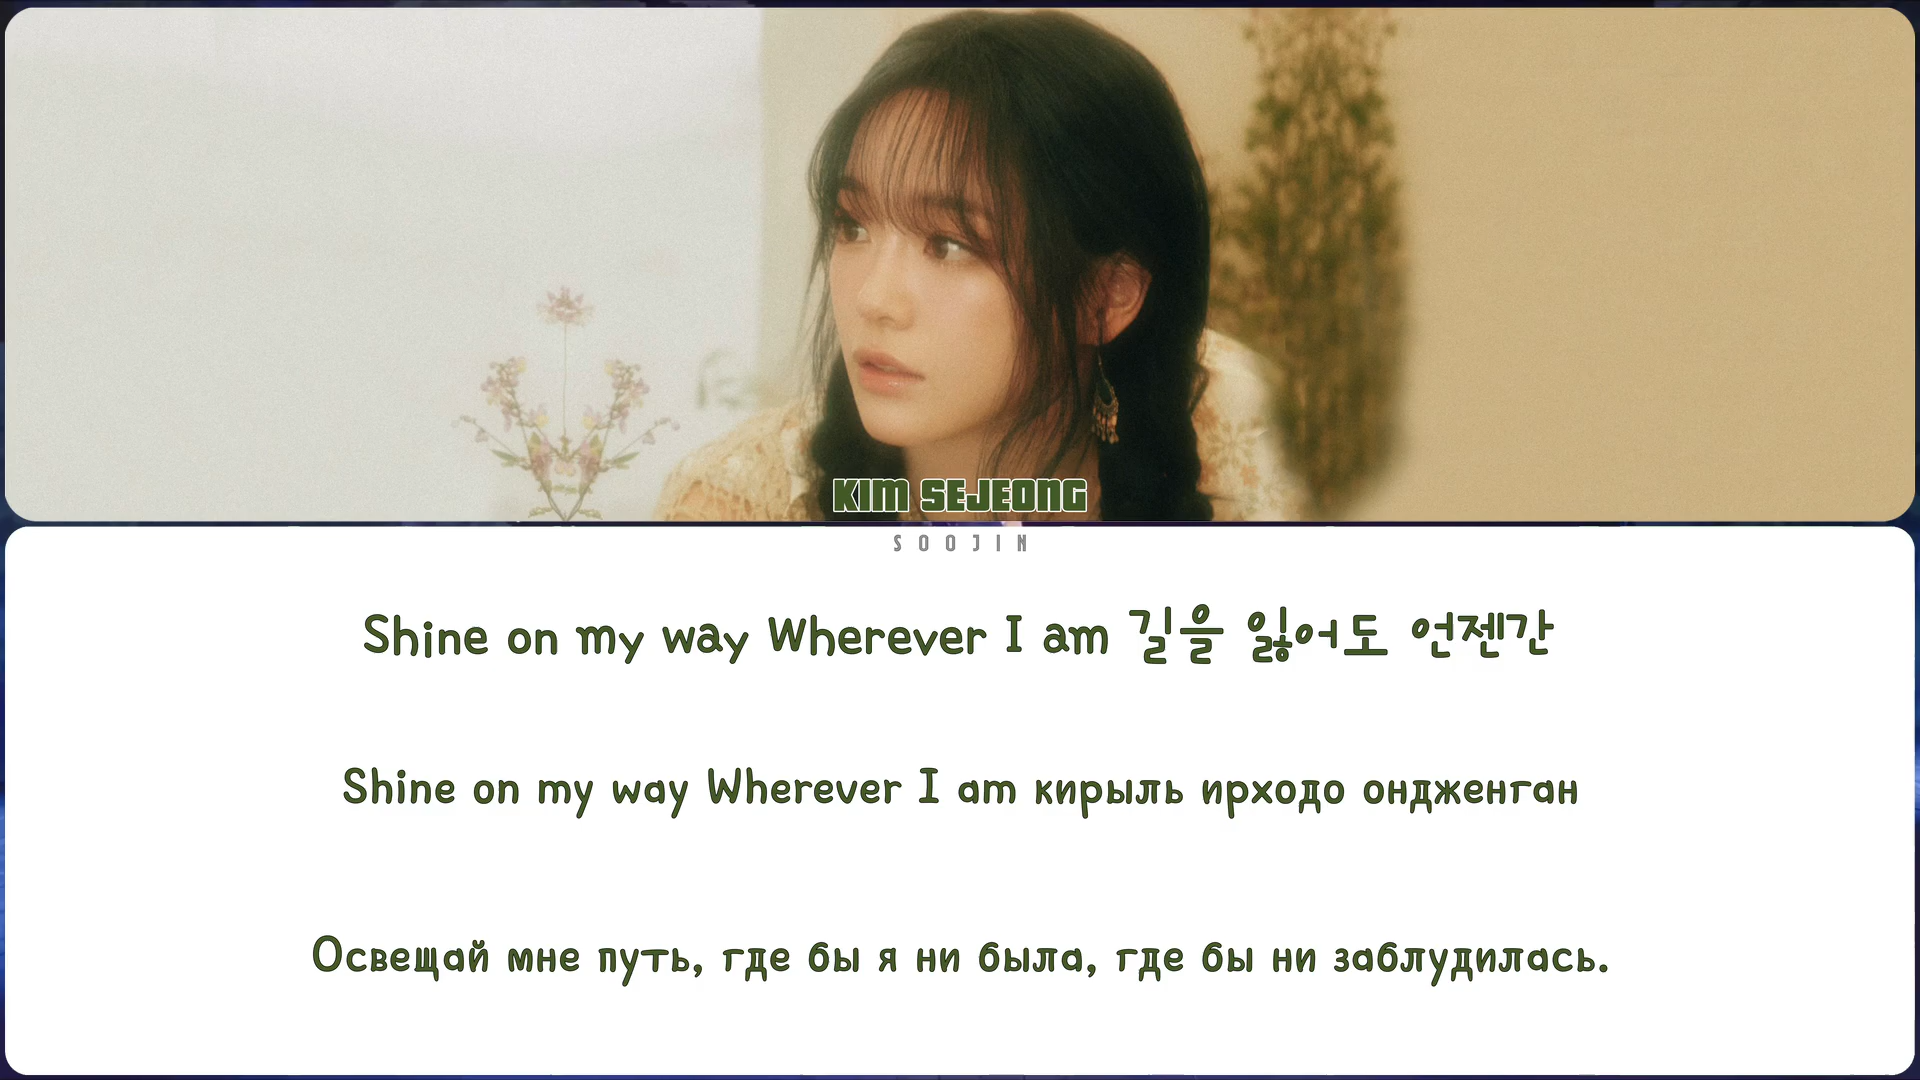 KIM SEJEONG
SOOJIN
Shine on my way Wherever I am 길을 잃어도 언젠간
Shine on my way Wherever I am кирыль ирходо ондженган
Освещай мне путь, где бы я ни была, где бы ни заблудилась.